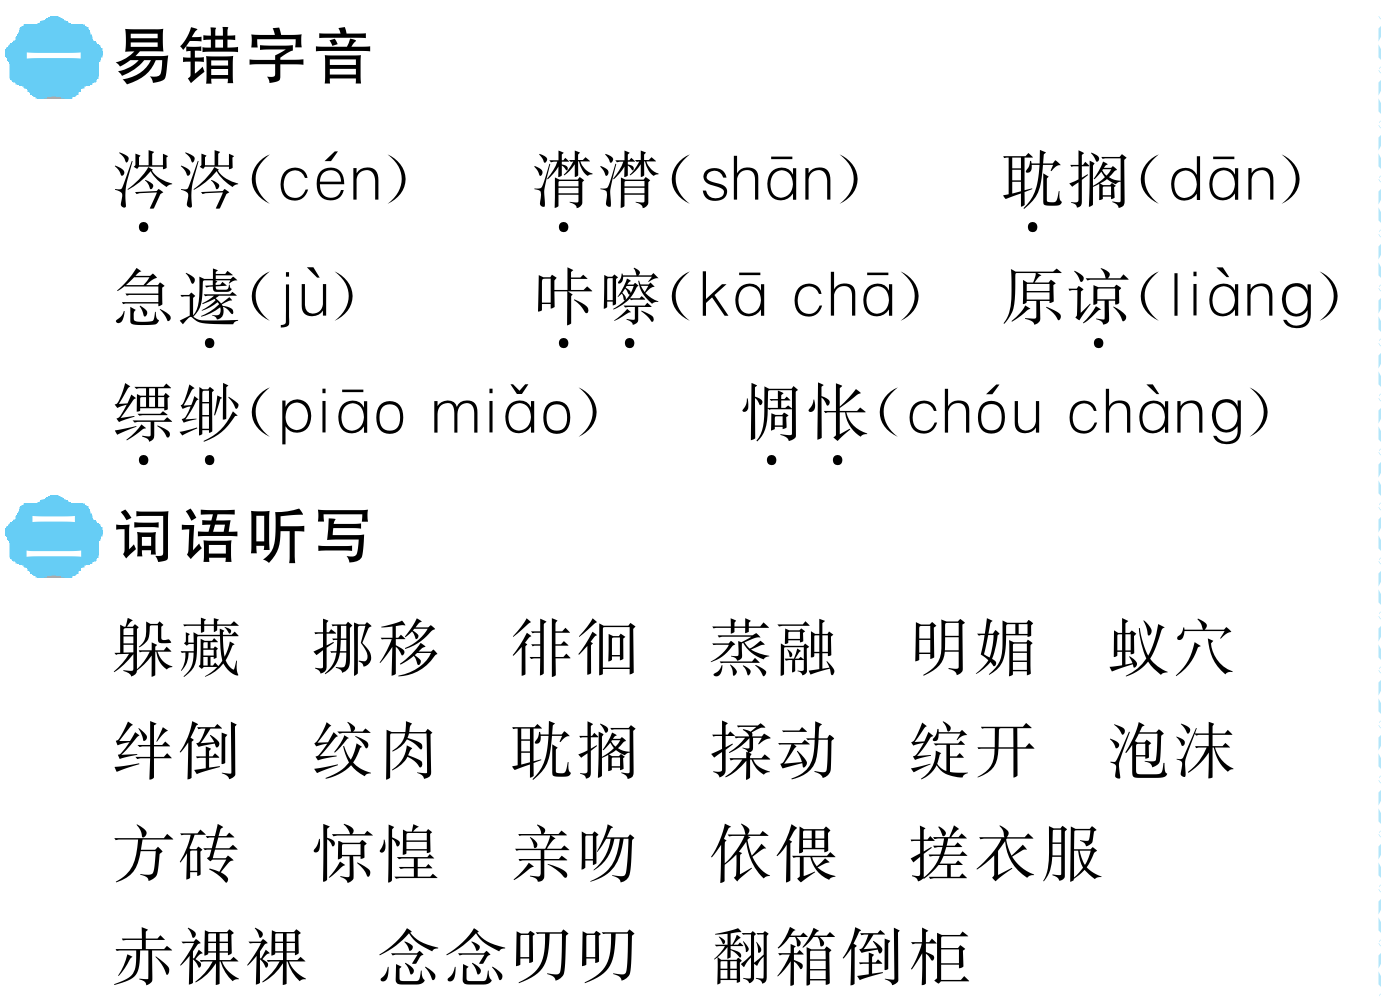 一 易错字音
涔涔(cén) 潸潸(shān) 耽搁(dān)
急遽(jù) 咔嚓(kā chā) 原谅(liàng)
缥缈(piāo miǎo) 惆怅(chóu chàng)
二 词语听写
躲藏 挪移 徘徊 蒸融 明媚 蚁穴
绊倒 绞肉 耽搁 揉动 绽开 泡沫
方砖 惊惶 亲吻 依偎 搓衣服
赤裸裸 念念叨叨 翻箱倒柜